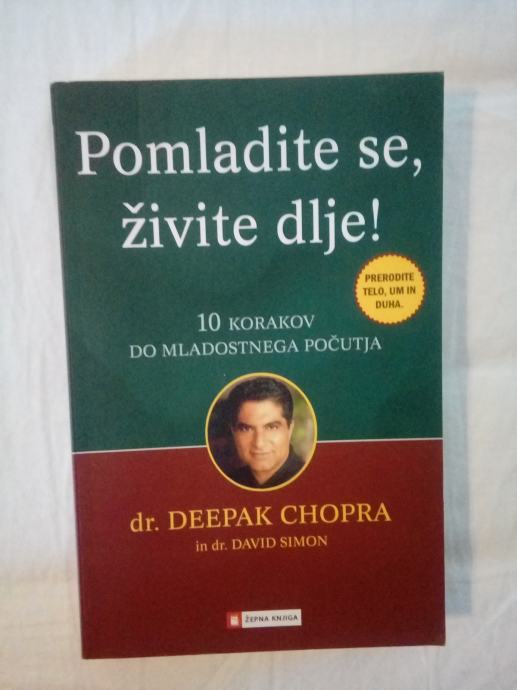 Pomladite se,
živite dlje!
PRERODITE
TELO, UM IN
DUHA.
10 KORAKOV
DO MLADOSTNEGA POČUTJA
dr. DEEPAK CHOPRA
in dr. DAVID SIMON
ŽEPNA KNJIGA